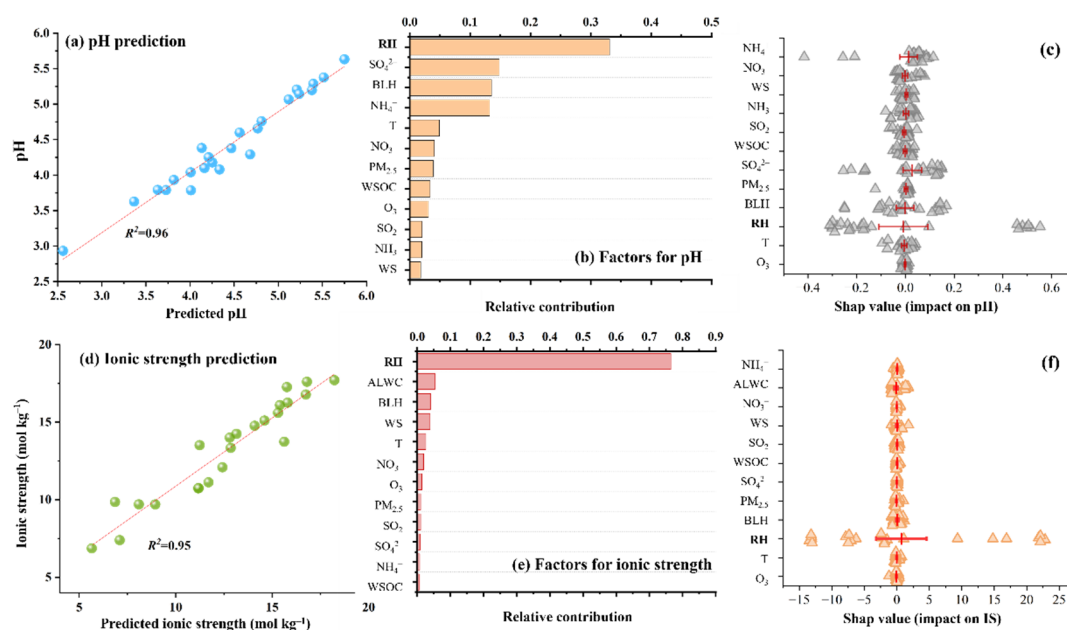 (a) pH prediction
pH
6.0
5.5
5.0
4.5
4.0
3.5
3.0
2.5
R²=0.96
2.5 3.0 3.5 4.0 4.5 5.0 5.5 6.0
Predicted pII
0.0 0.1 0.2 0.3 0.4 0.5
RII
SO₄²⁻
BLH
NH₄⁻
T
NO₃
PM₂.₅
WSOC
O₃
SO₂
NII₃
WS
(b) Factors for pH
Relative contribution
(c)
NH₄
NO₃
WS
NH₃
SO₂
WSOC
SO₄²⁻
PM₂.₅
BLII
RH
T
O₃
0.4 0.2 0.0 0.2 0.4 0.6
Shap value (impact on pII)
(d) Ionic strength prediction
Ionic strength (mol kg⁻¹)
20
15
10
5
R²=0.95
5 10 15 20
Predicted ionic strength (mol kg⁻¹)
0.0 0.1 0.2 0.3 0.4 0.5 0.6 0.7 0.8 0.9
RII
ALWC
BLH
WS
T
NO₃
O₃
PM₂.₅
SO₂
SO₄²
NH₄⁻
WSOC
(e) Factors for ionic strength
Relative contribution
(f)
NII₄⁻
ALWC
NO₃⁻
WS
SO₂
WSOC
SO₄²
PM₂.₅
BLH
RH
T
O₃
−15 −10 −5 0 5 10 15 20 25
Shap value (impact on IS)